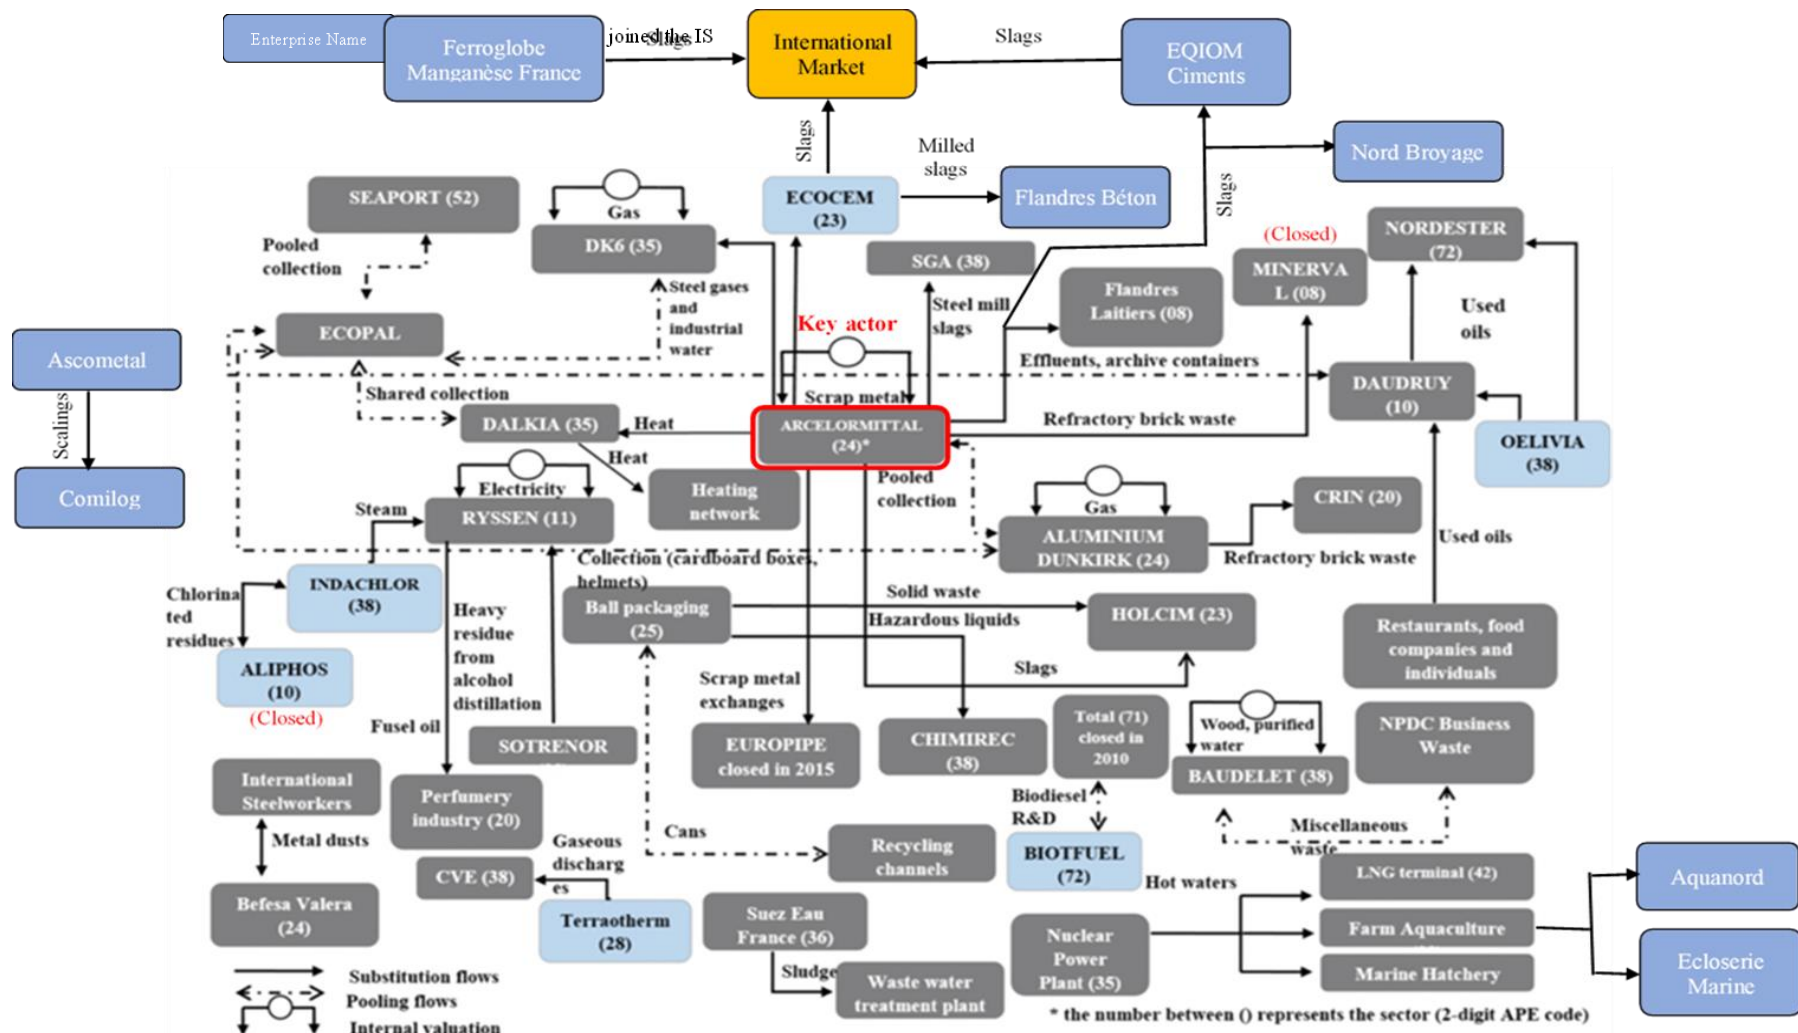 Enterprise Name
joined the IS
Ferroglobe
Manganèse France
Slags
International
Market
Slags
EQIOM
Ciments
Slags
Milled
slags
Nord Broyage
Slags
SEAPORT (52)
Gas
DK6 (35)
ECOCEM
(23)
Flandres Béton
NORDESTER
(72)
(Closed)
MINERVA
L (08)
SGA (38)
Pooled
collection
Steel gases
and
industrial
water
Steel mill
slags
Flandres
Laitiers (08)
Used
oils
Key actor
ECOPAL
Ascometal
Effluents, archive containers
DAUDRUY
(10)
Shared collection
Scrap metal
Scalings
DALKIA (35)
Heat
ARCELORMITTAL
(24)*
Refractory brick waste
OELIVIA
(38)
Heat
Pooled
collection
Comilog
Electricity
Heating
network
Gas
CRIN (20)
Steam
RYSSEN (11)
ALUMINIUM
DUNKIRK (24)
Refractory brick waste
Used oils
Collection (cardboard boxes,
helmets)
INDACHLOR
(38)
Chlorina
ted
residues
Heavy
residue
from
alcohol
distillation
Ball packaging
(25)
Solid waste
Hazardous liquids
HOLCIM (23)
Restaurants, food
companies and
individuals
ALIPHOS
(10)
(Closed)
Slags
Scrap metal
exchanges
Fusel oil
SOTRENOR
EUROPIPE
closed in 2015
CHIMIREC
(38)
Total (71)
closed in
2010
Wood, purified
water
BAUDELET (38)
NPDC Business
Waste
International
Steelworkers
Perfumery
industry (20)
Biodiesel
R&D
Metal dusts
Gaseous
discharg
es
Cans
Recycling
channels
Miscellaneous
waste
BIOTFUEL
(72)
Hot waters
LNG terminal (42)
Aquanord
CVE (38)
Befesa Valera
(24)
Terraotherm
(28)
Suez Eau
France (36)
Nuclear
Power
Plant (35)
Farm Aquaculture
Marine Hatchery
Ecloserie
Marine
Sludge
Waste water
treatment plant
Substitution flows
Pooling flows
Internal valuation
* the number between () represents the sector (2-digit APE code)